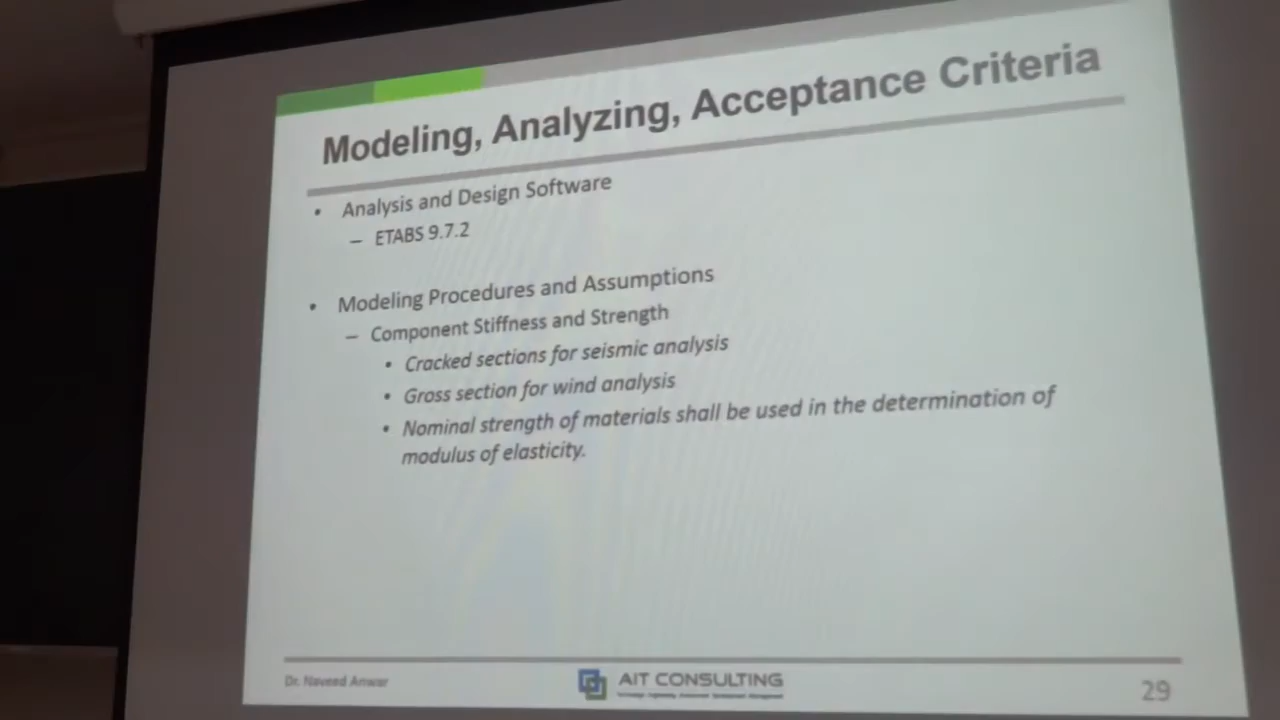 Modeling, Analyzing, Acceptance Criteria
• Analysis and Design Software
– ETABS 9.7.2
• Modeling Procedures and Assumptions
– Component Stiffness and Strength
• Cracked sections for seismic analysis
• Gross section for wind analysis
• Nominal strength of materials shall be used in the determination of
modulus of elasticity.
Dr. Naveed Anwar
AIT CONSULTING
29